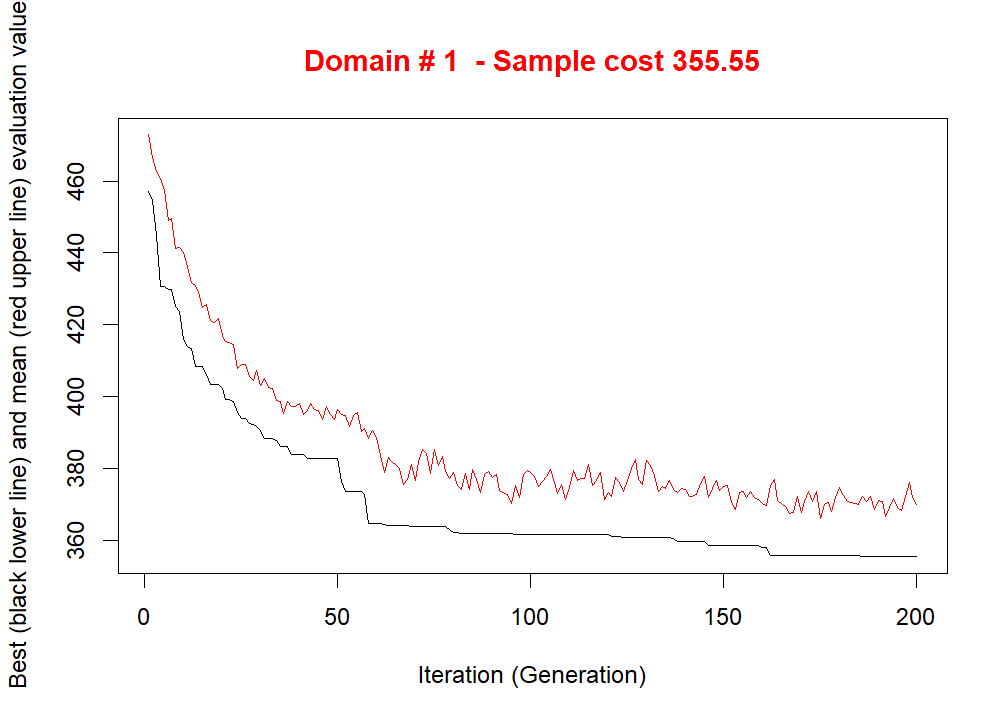 Domain # 1  - Sample cost 355.55
Best (black lower line) and mean (red upper line) evaluation value
460
440
420
400
380
360
0 50 100 150 200
Iteration (Generation)